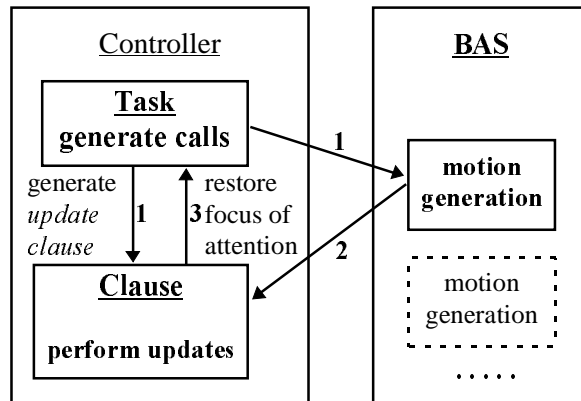 Controller
Task
generate calls
generate
update
clause
1
3
restore
focus of
attention
Clause
perform updates
1
2
BAS
motion
generation
motion
generation
.....